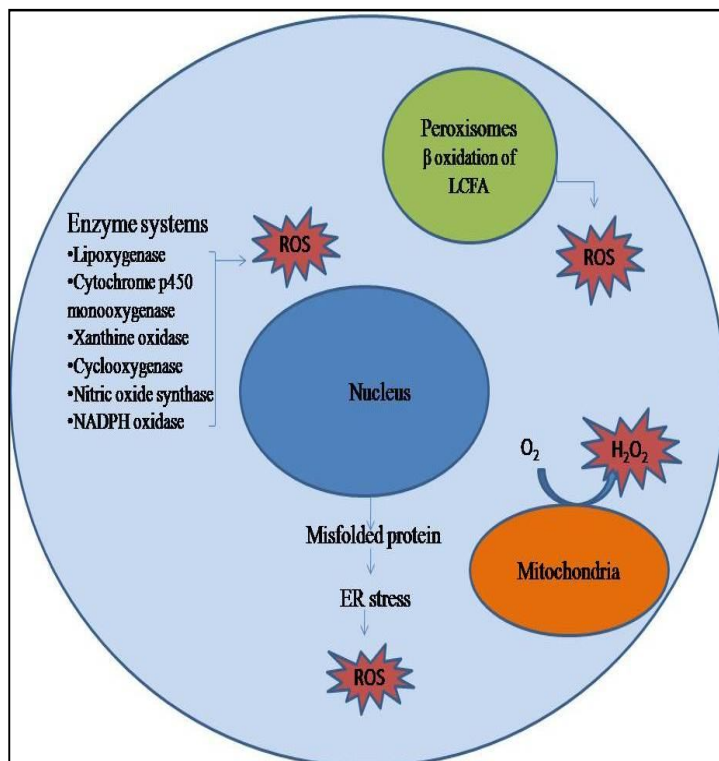 Peroxisomes
β oxidation of
LCFA
ROS
Enzyme systems
•Lipoxygenase
•Cytochrome p450
monooxygenase
•Xanthine oxidase
•Cyclooxygenase
•Nitric oxide synthase
•NADPH oxidase
ROS
Nucleus
O₂
H₂O₂
Mitochondria
Misfolded protein
ER stress
ROS